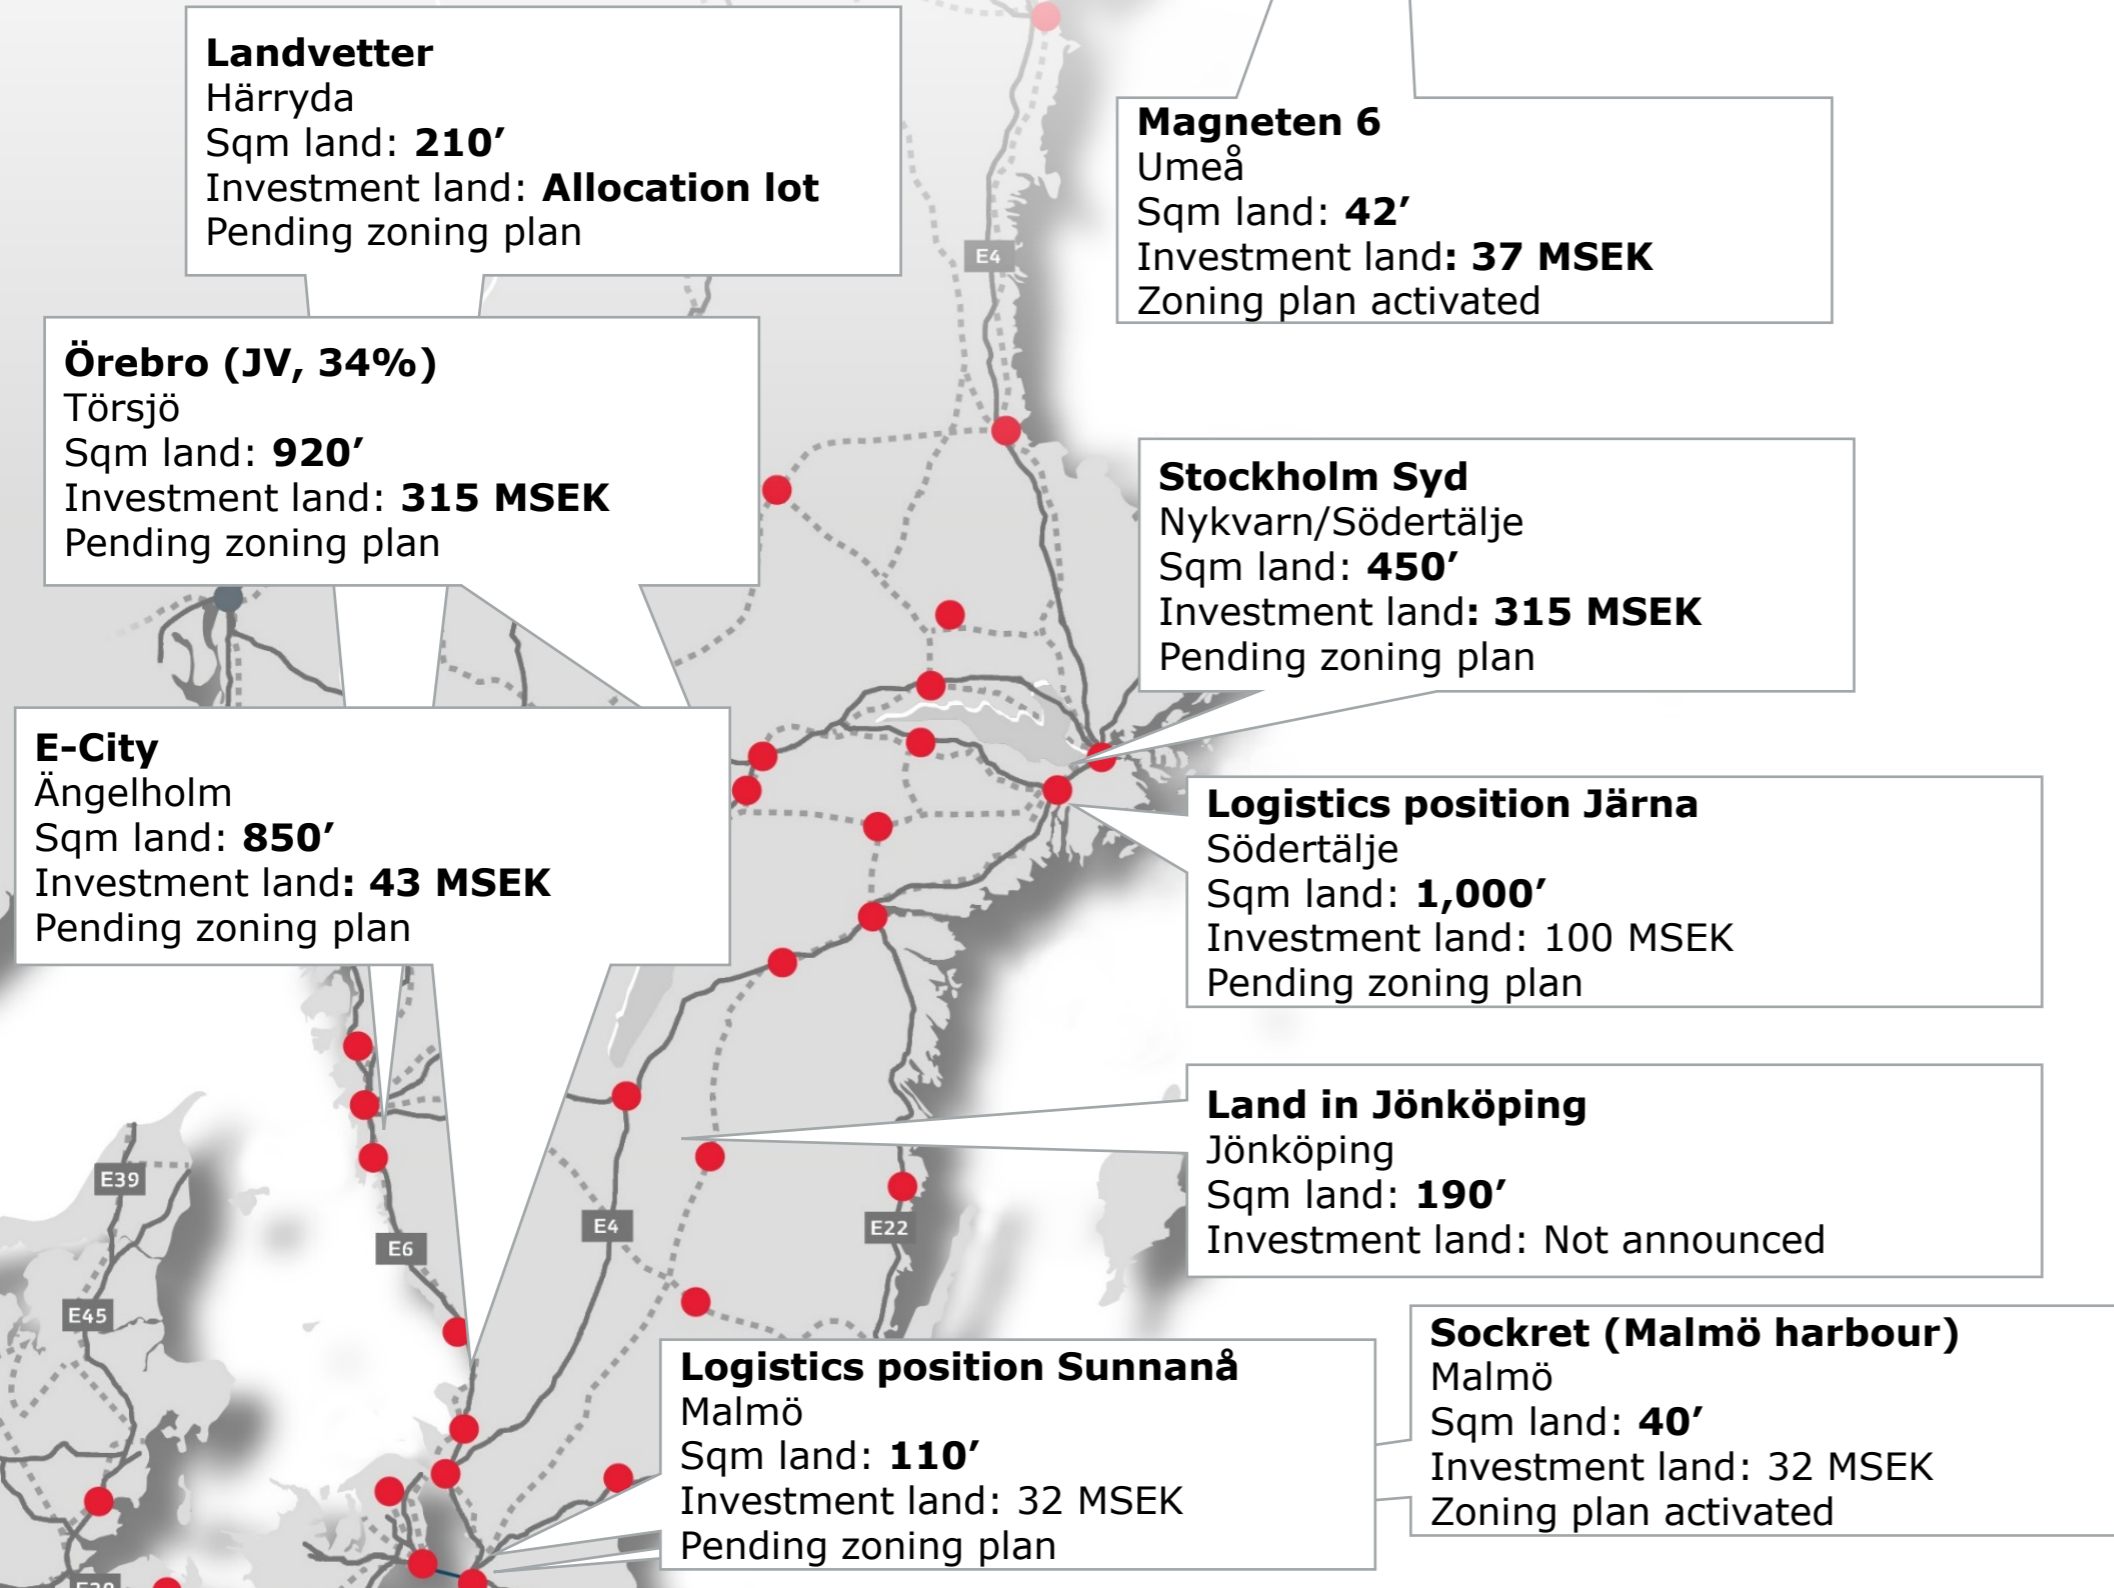 Landvetter
Härryda
Sqm land: 210’
Investment land: Allocation lot
Pending zoning plan
Magneten 6
Umeå
Sqm land: 42’
Investment land: 37 MSEK
Zoning plan activated
E4
Örebro (JV, 34%)
Törsjö
Sqm land: 920’
Investment land: 315 MSEK
Pending zoning plan
Stockholm Syd
Nykvarn/Södertälje
Sqm land: 450’
Investment land: 315 MSEK
Pending zoning plan
E-City
Ängelholm
Sqm land: 850’
Investment land: 43 MSEK
Pending zoning plan
Logistics position Järna
Södertälje
Sqm land: 1,000’
Investment land: 100 MSEK
Pending zoning plan
Land in Jönköping
Jönköping
Sqm land: 190’
Investment land: Not announced
E39
E4
E22
E6
E45
Logistics position Sunnanå
Malmö
Sqm land: 110’
Investment land: 32 MSEK
Pending zoning plan
Sockret (Malmö harbour)
Malmö
Sqm land: 40’
Investment land: 32 MSEK
Zoning plan activated